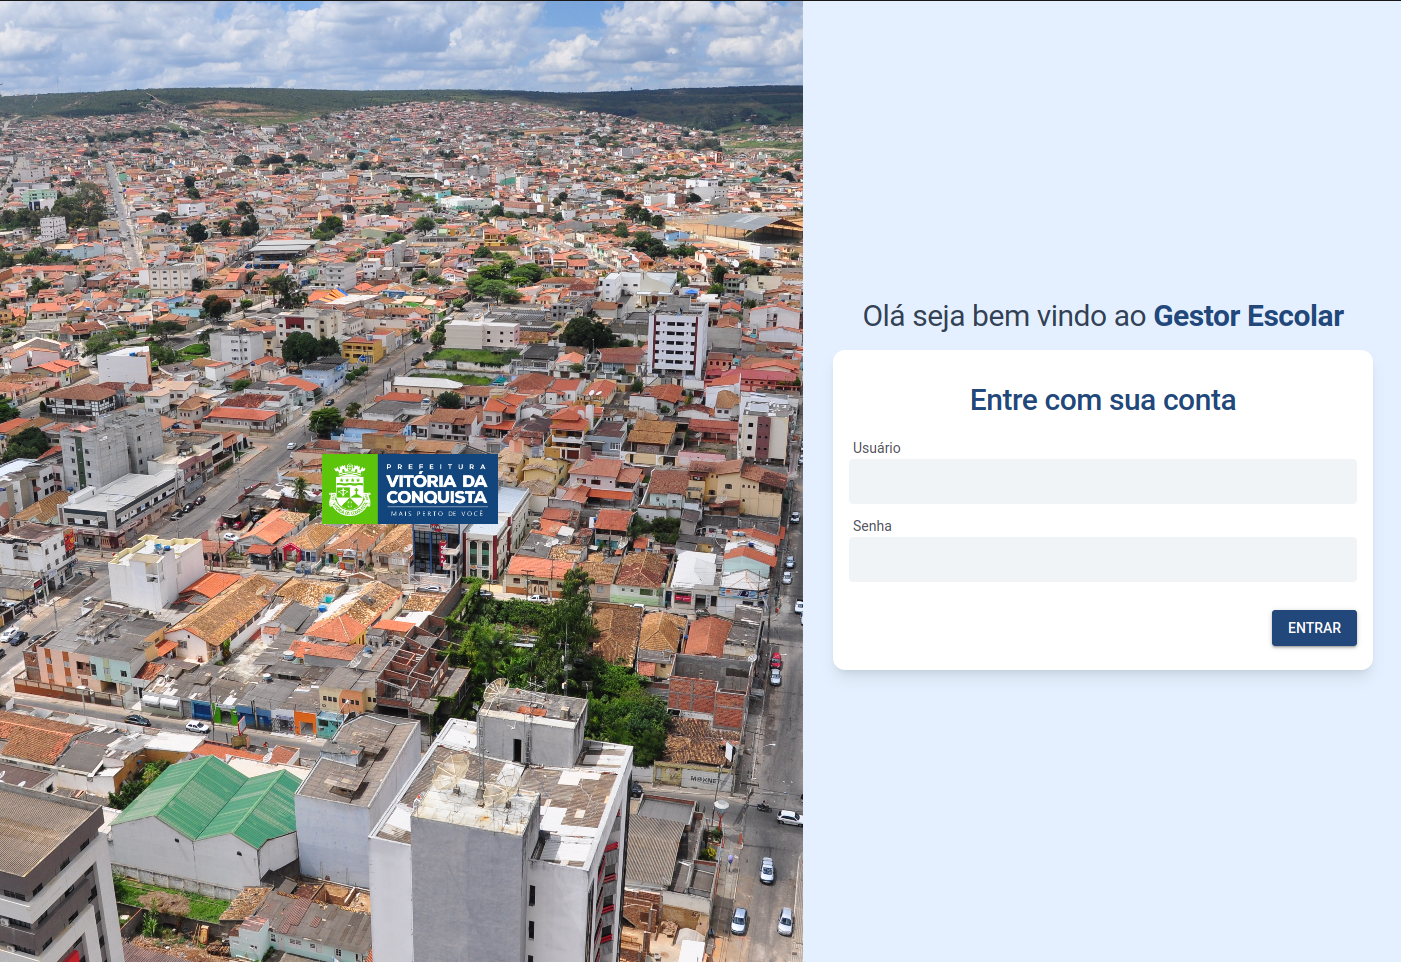 PREFEITURA
VITÓRIA DA
CONQUISTA
MAIS PERTO DE VOCÊ
Olá seja bem vindo ao Gestor Escolar
Entre com sua conta
Usuário
Senha
ENTRAR